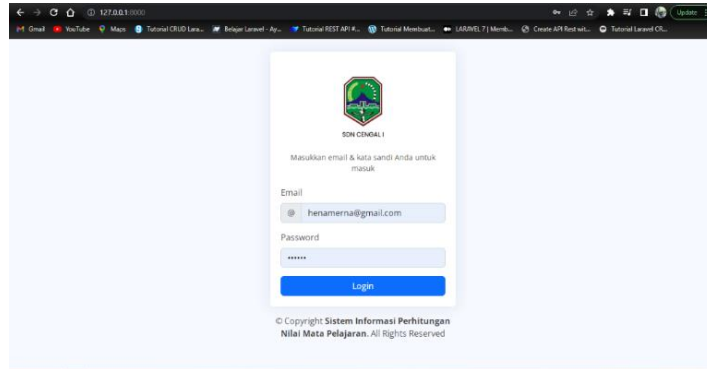 127.0.0.1:8000
Update
Gmail
YouTube
Maps
Tutorial CRUD Lara...
Belajar Laravel - Ay...
Tutorial REST API #...
Tutorial Membuat...
LARAVEL 7 | Memb...
Create API Rest wit...
Tutorial Laravel CR...
SDN CENGAL I
Masukkan email & kata sandi Anda untuk
masuk
Email
@ henamerna@gmail.com
Password
••••••
Login
© Copyright Sistem Informasi Perhitungan
Nilai Mata Pelajaran. All Rights Reserved